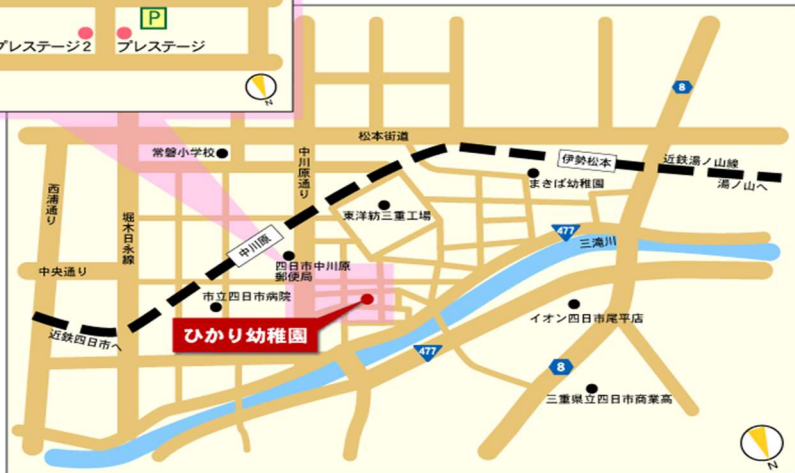 P
プレステージ2
プレステージ
N
8
松本街道
常磐小学校
中川原通り
伊勢松本
近鉄湯ノ山線
湯ノ山へ
まきば幼稚園
西浦通り
堀木日永線
東洋紡三重工場
477
三滝川
中川原
中央通り
四日市中川原
郵便局
市立四日市病院
イオン四日市尾平店
ひかり幼稚園
近鉄四日市へ
477
8
三重県立四日市商業高
N